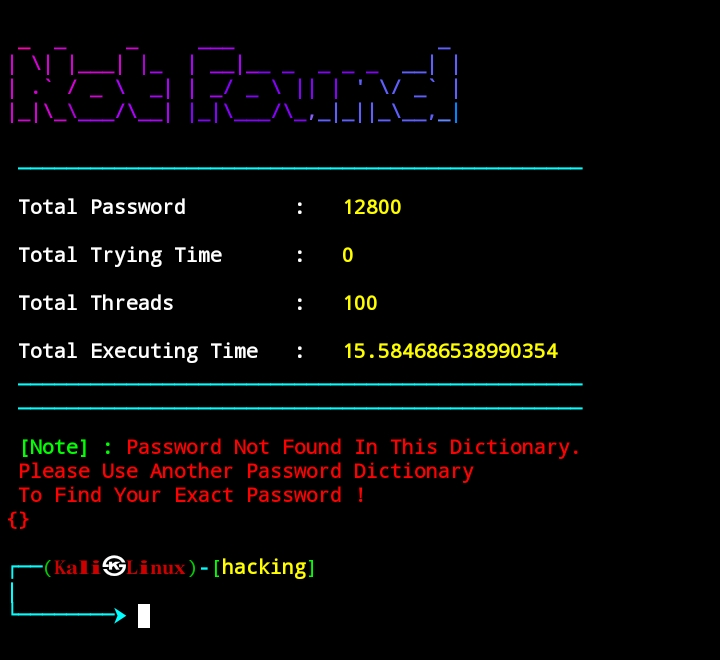 Not Found
Total Password : 12800
Total Trying Time : 0
Total Threads : 100
Total Executing Time : 15.584686538990354
[Note] : Password Not Found In This Dictionary.
Please Use Another Password Dictionary
To Find Your Exact Password !
{}
(Kali㉿Linux)-[hacking]